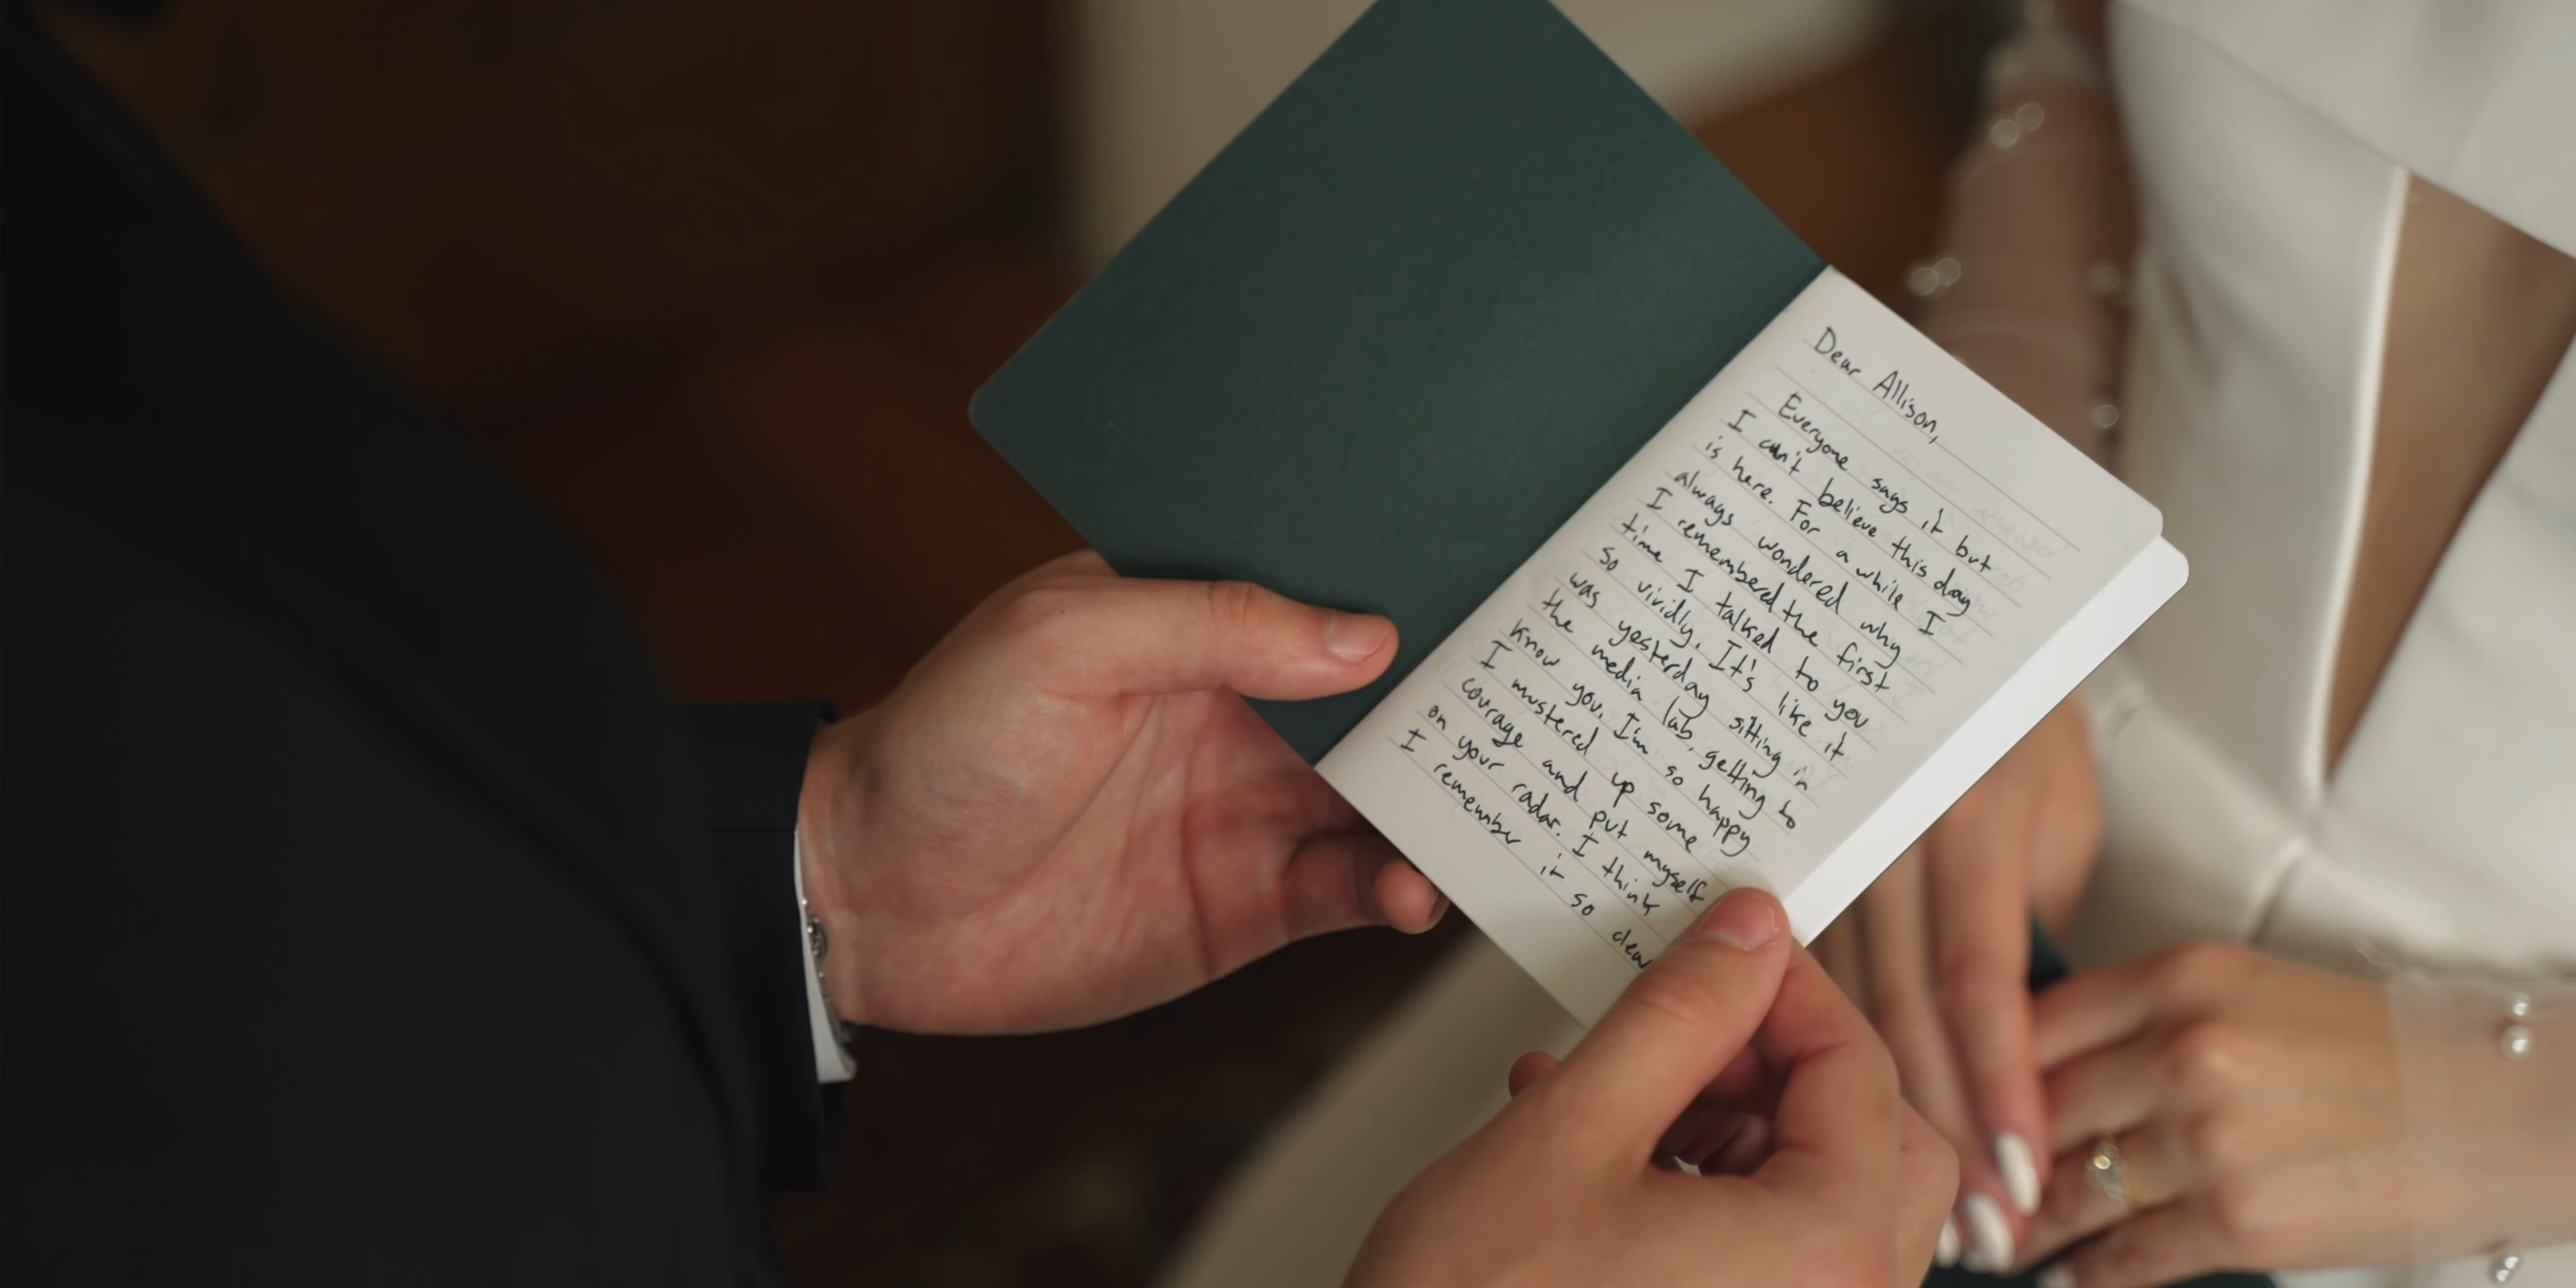 Dear Allison,
Everyone says it but
I can't believe this day
is here. For a while I
always wondered why
I remembered the first
time I talked to you
so vividly. It's like it
was yesterday sitting in
the media lab, getting to
know you. I'm so happy
I mustered up some
courage and put myself
on your radar. I think
I remember it so